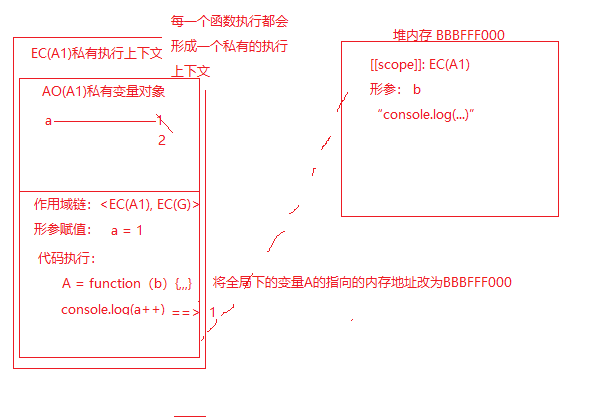 每一个函数执行都会
形成一个私有的执行
上下文
EC(A1)私有执行上下文
AO(A1)私有变量对象
a
1
2
作用域链：<EC(A1), EC(G)>
形参赋值： a = 1
代码执行：
A = function（b）{,,,}
console.log(a++) ==> 1
将全局下的变量A的指向的内存地址改为BBBFFF000
堆内存 BBBFFF000
[[scope]]: EC(A1)
形参： b
“console.log(...)”